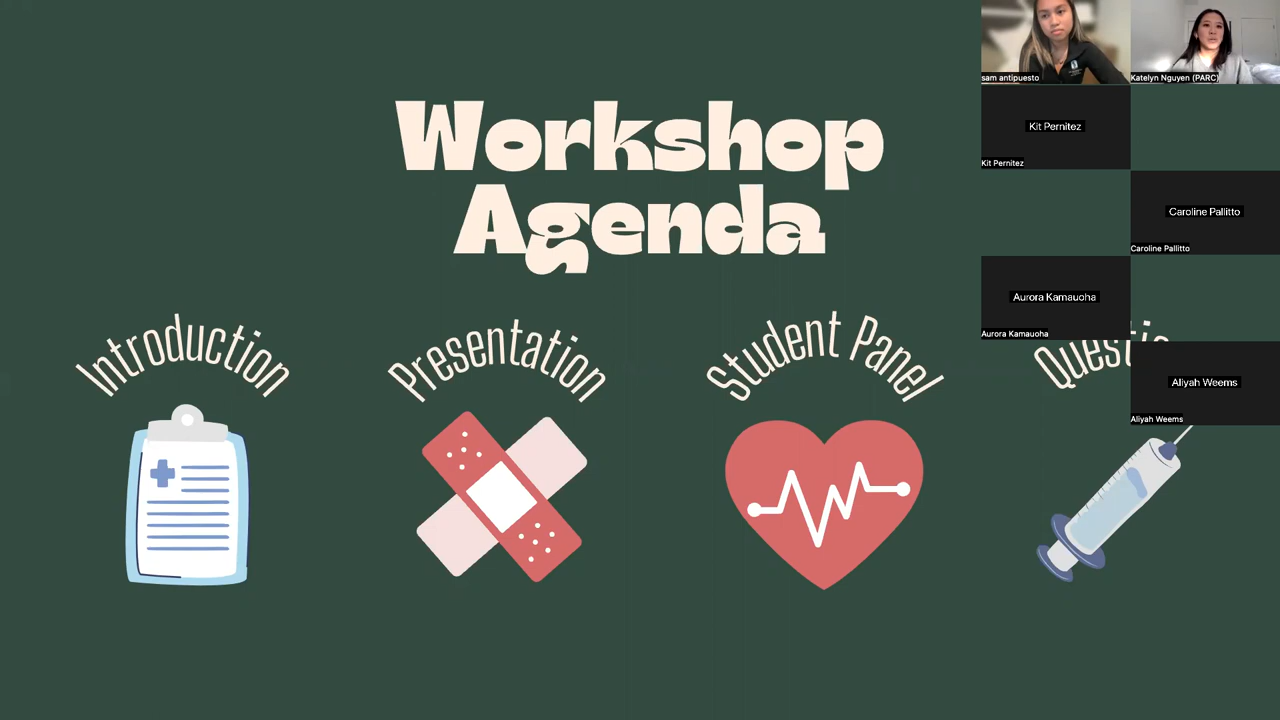 Workshop
Agenda
Introduction
Presentation
Student Panel
sam antipuesto
Katelyn Nguyen (PARC)
Kit Pernitez
Kit Pernitez
Caroline Pallitto
Caroline Pallitto
Aurora Kamauoha
Aurora Kamauoha
Aliyah Weems
Aliyah Weems